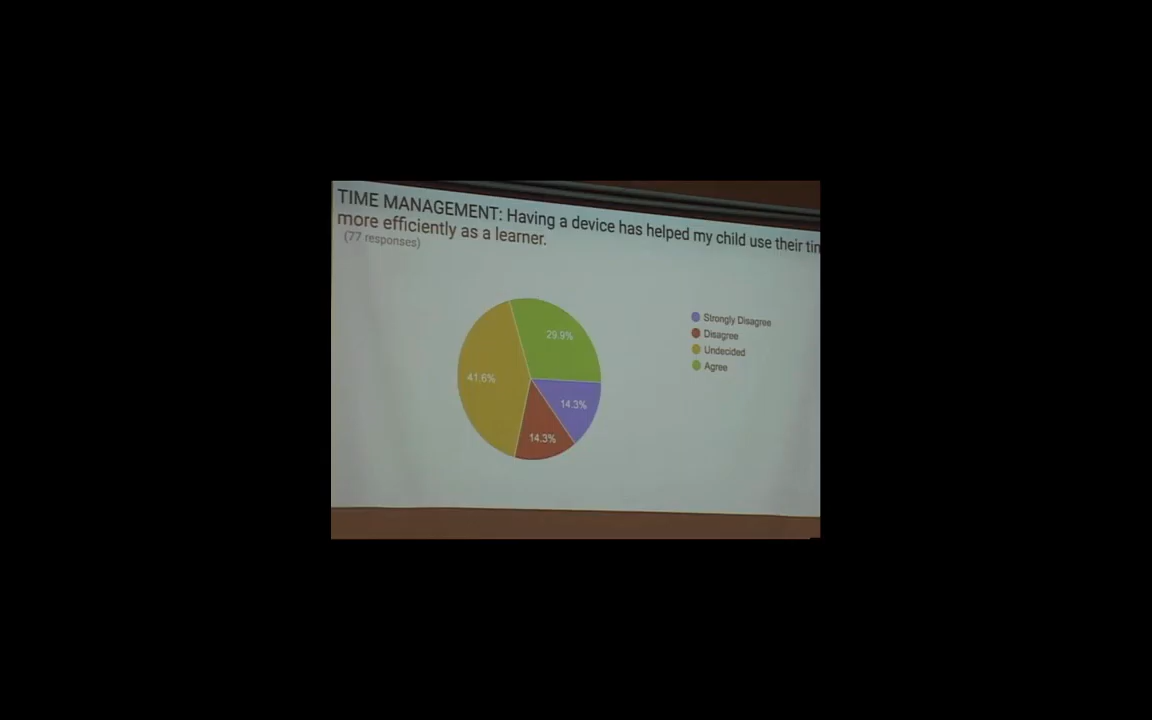 TIME MANAGEMENT: Having a device has helped my child use their
more efficiently as a learner.
(77 responses)
29.9%
41.6%
14.3%
14.3%
Strongly Disagree
Disagree
Undecided
Agree